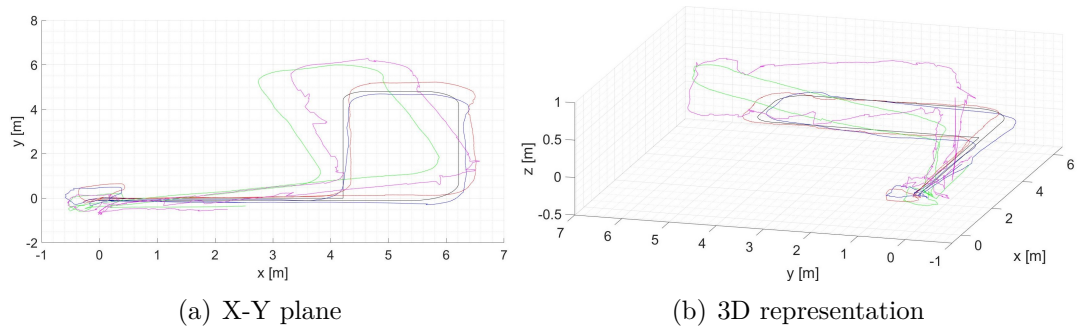 8
6
4
2
0
-2
y [m]
-1 0 1 2 3 4 5 6 7
x [m]
(a) X-Y plane
1
0.5
0
-0.5
z [m]
7 6 5 4 3 2 1 0 -1
y [m]
0 2 4 6
x [m]
(b) 3D representation